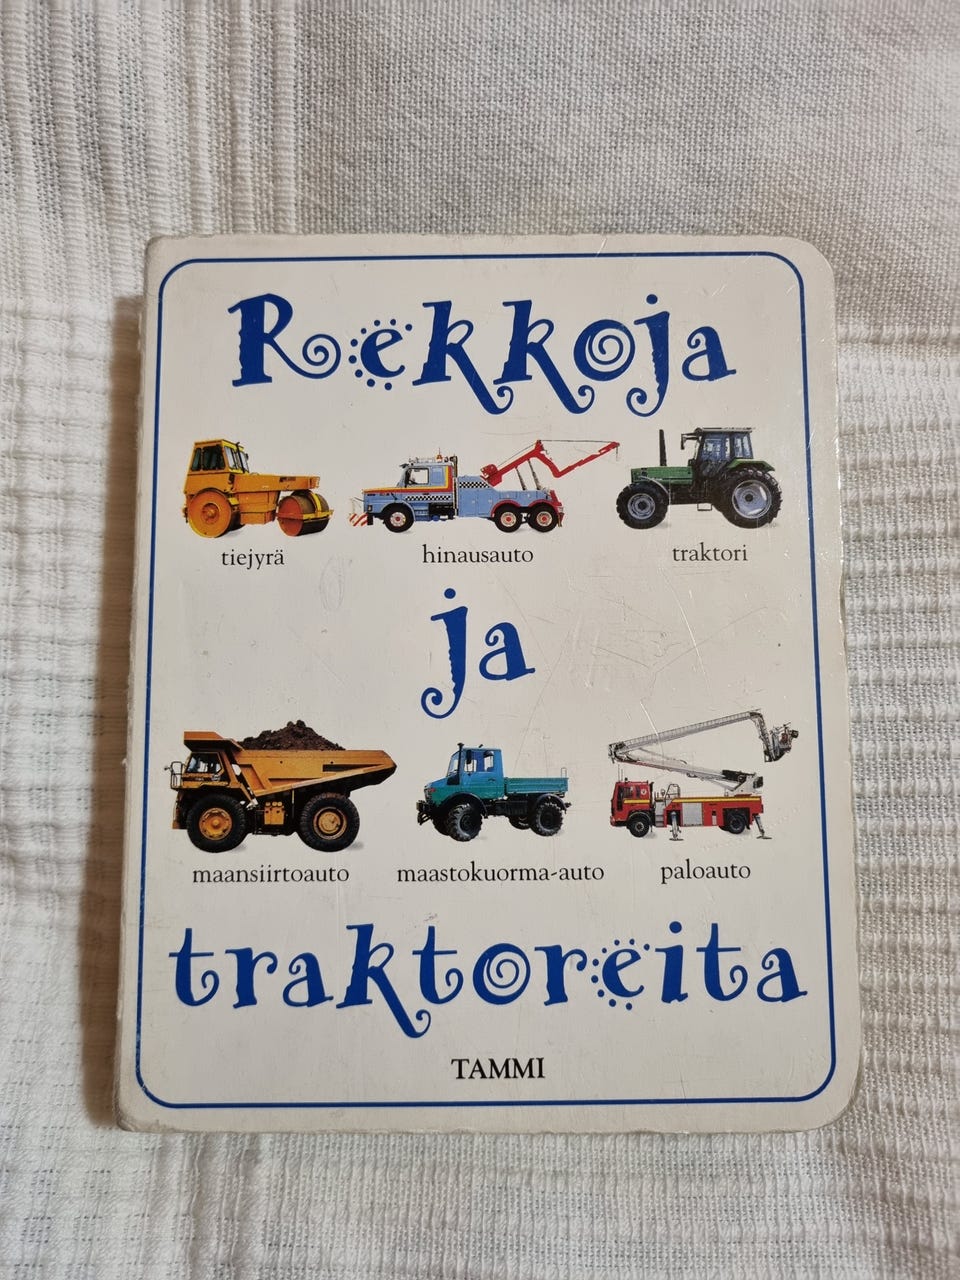 Rekkoja
tiejyrä hinausauto traktori
ja
maansiirtoauto maastokuorma-auto paloauto
traktoreita
TAMMI